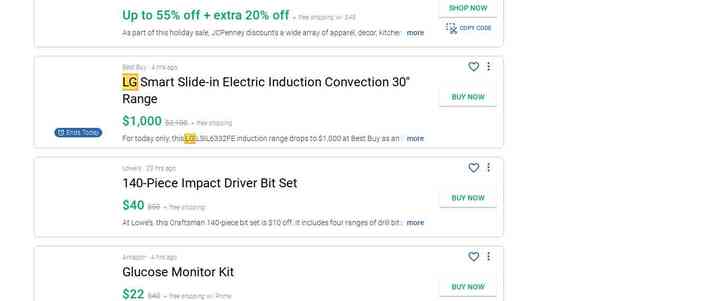 Up to 55% off + extra 20% off + free shipping w/ $49
SHOP NOW
As part of this holiday sale, JCPenney discounts a wide array of apparel, decor, kitchen more
COPY CODE
Best Buy · 4 hrs ago
LG Smart Slide-in Electric Induction Convection 30"
Range
BUY NOW
$1,000 $2,100 + free shipping
Ends Today
For today only, this LG LSIL6332FE induction range drops to $1,000 at Best Buy as an more
Lowe's · 22 hrs ago
140-Piece Impact Driver Bit Set
BUY NOW
$40 $50 + free shipping
At Lowe's, this Craftsman 140-piece bit set is $10 off. It includes four ranges of drill bits more
Amazon · 4 hrs ago
Glucose Monitor Kit
BUY NOW
$22 $40 + free shipping w/ Prime